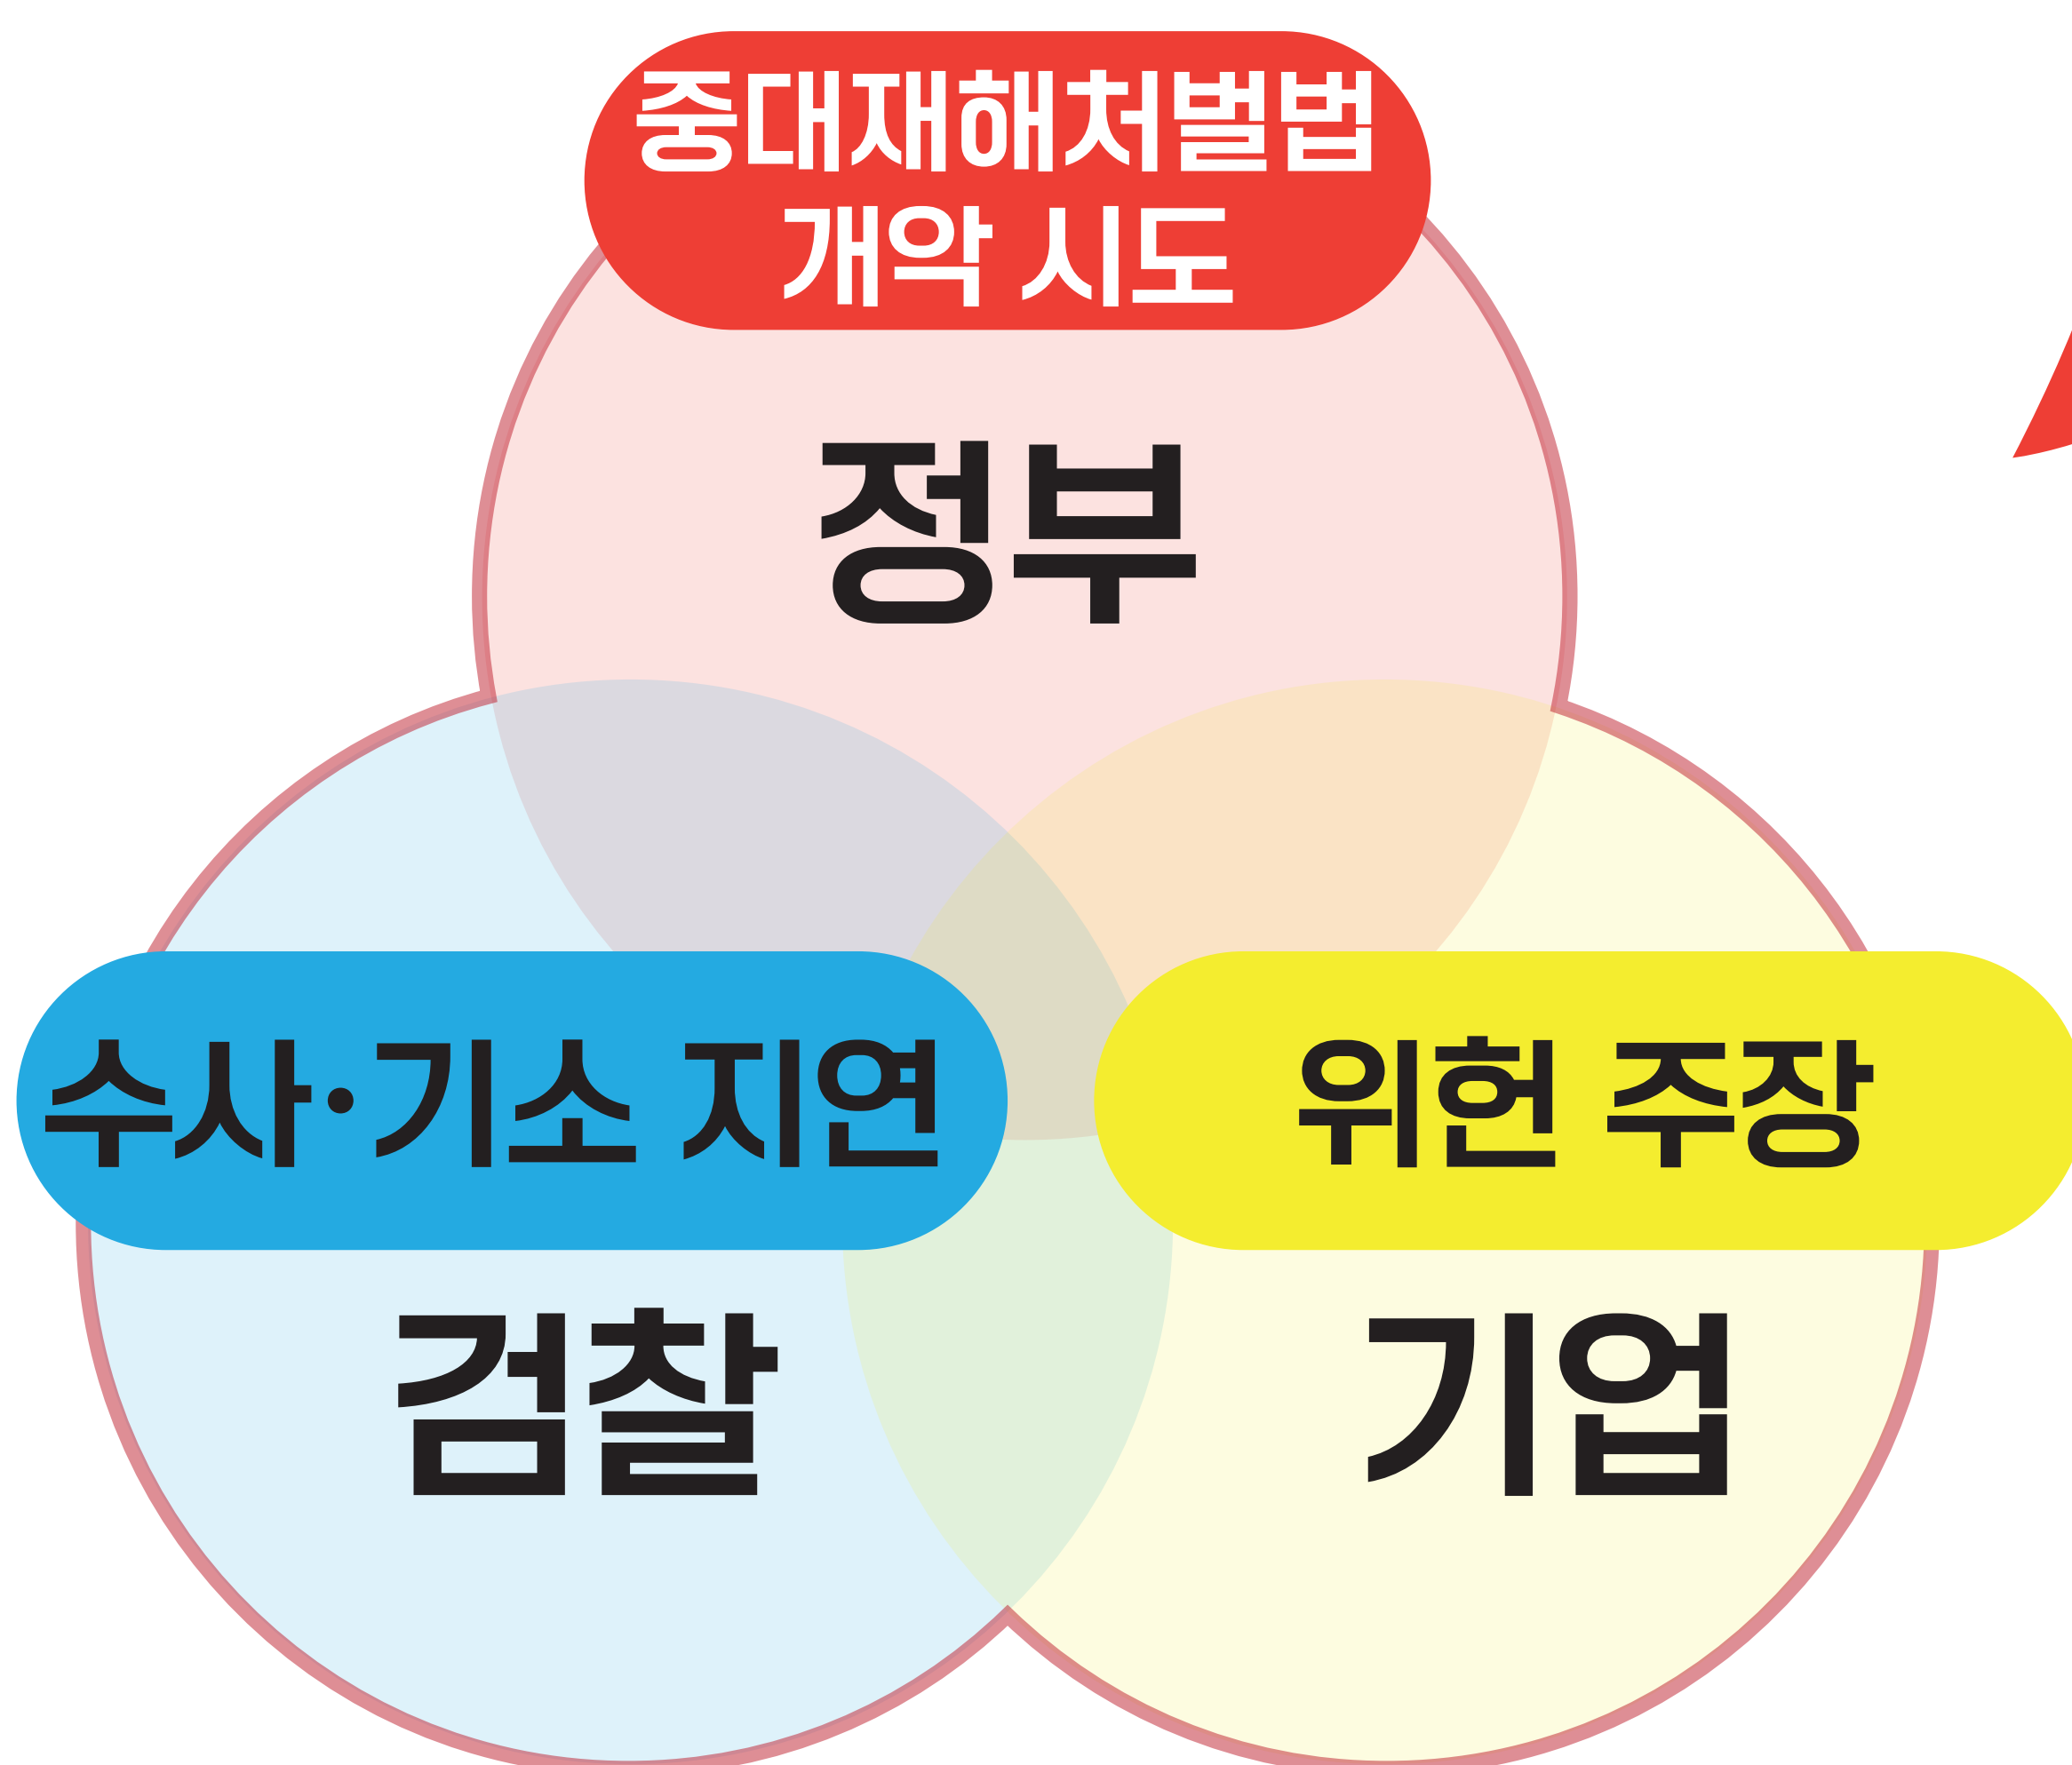 중대재해처벌법
개악 시도
정부
수사·기소 지연
위헌 주장
검찰
기업